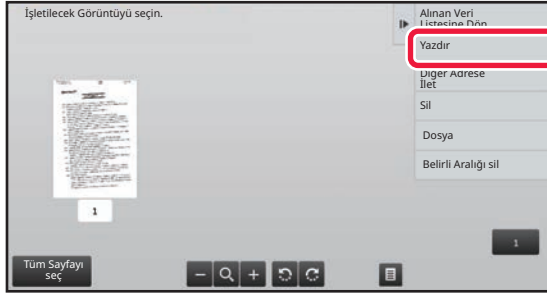 İşletilecek Görüntüyü seçin.
Alınan Veri
Listesine Dön
Yazdır
Diğer Adrese
İlet
Sil
Dosya
Belirli Aralığı sil
1
1
Tüm Sayfayı
seç